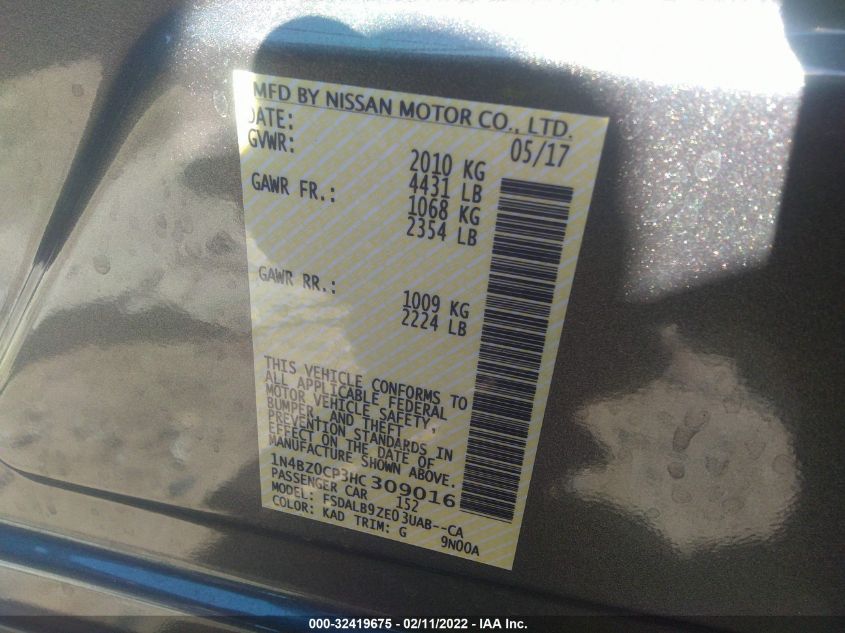 MFD BY NISSAN MOTOR CO., LTD.
DATE: 05/17
GVWR: 2010 KG
4431 LB
GAWR FR.: 1068 KG
2354 LB
GAWR RR.: 1009 KG
2224 LB
THIS VEHICLE CONFORMS TO
ALL APPLICABLE FEDERAL
MOTOR VEHICLE SAFETY,
BUMPER, AND THEFT
PREVENTION STANDARDS IN
EFFECT ON THE DATE OF
MANUFACTURE SHOWN ABOVE.
1N4BZ0CP3HC 309016
PASSENGER CAR 152
MODEL: FSDALB9ZE03UAB--CA
COLOR: KAD TRIM: G 9N00A
000-32419675 - 02/11/2022 - IAA Inc.